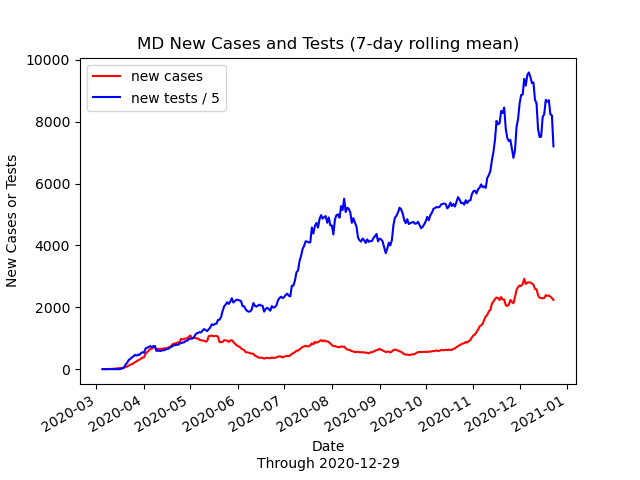 MD New Cases and Tests (7-day rolling mean)
new cases
new tests / 5
New Cases or Tests
10000
8000
6000
4000
2000
0
2020-03
2020-04
2020-05
2020-06
2020-07
2020-08
2020-09
2020-10
2020-11
2020-12
2021-01
Date
Through 2020-12-29